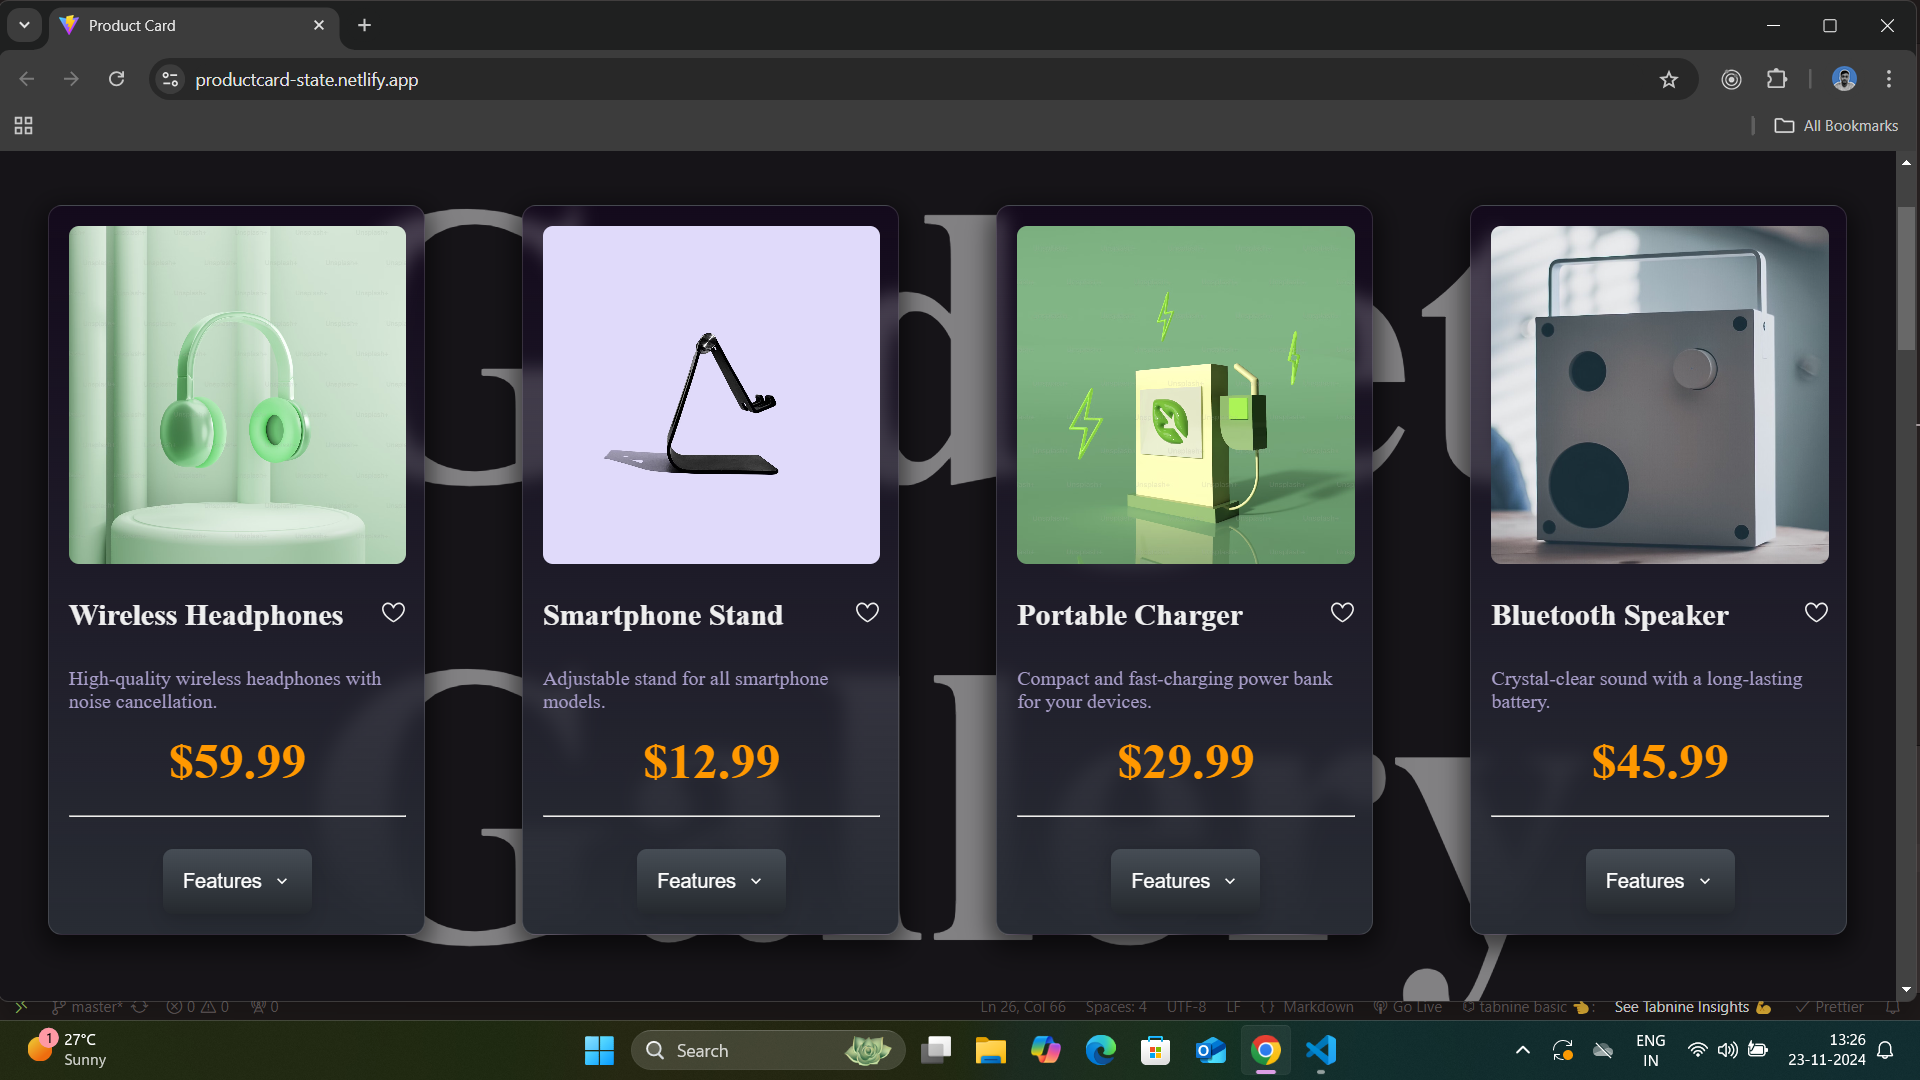 Product Card
productcard-state.netlify.app
All Bookmarks
Gadget
Gallery
Wireless Headphones
High-quality wireless headphones with
noise cancellation.
$59.99
Features
Smartphone Stand
Adjustable stand for all smartphone
models.
$12.99
Features
Portable Charger
Compact and fast-charging power bank
for your devices.
$29.99
Features
Bluetooth Speaker
Crystal-clear sound with a long-lasting
battery.
$45.99
Features
master* 0 0 0 Ln 26, Col 66 Spaces: 4 UTF-8 LF {} Markdown Go Live tabnine basic See Tabnine Insights Prettier
1
27°C
Sunny
Search
ENG
IN
13:26
23-11-2024